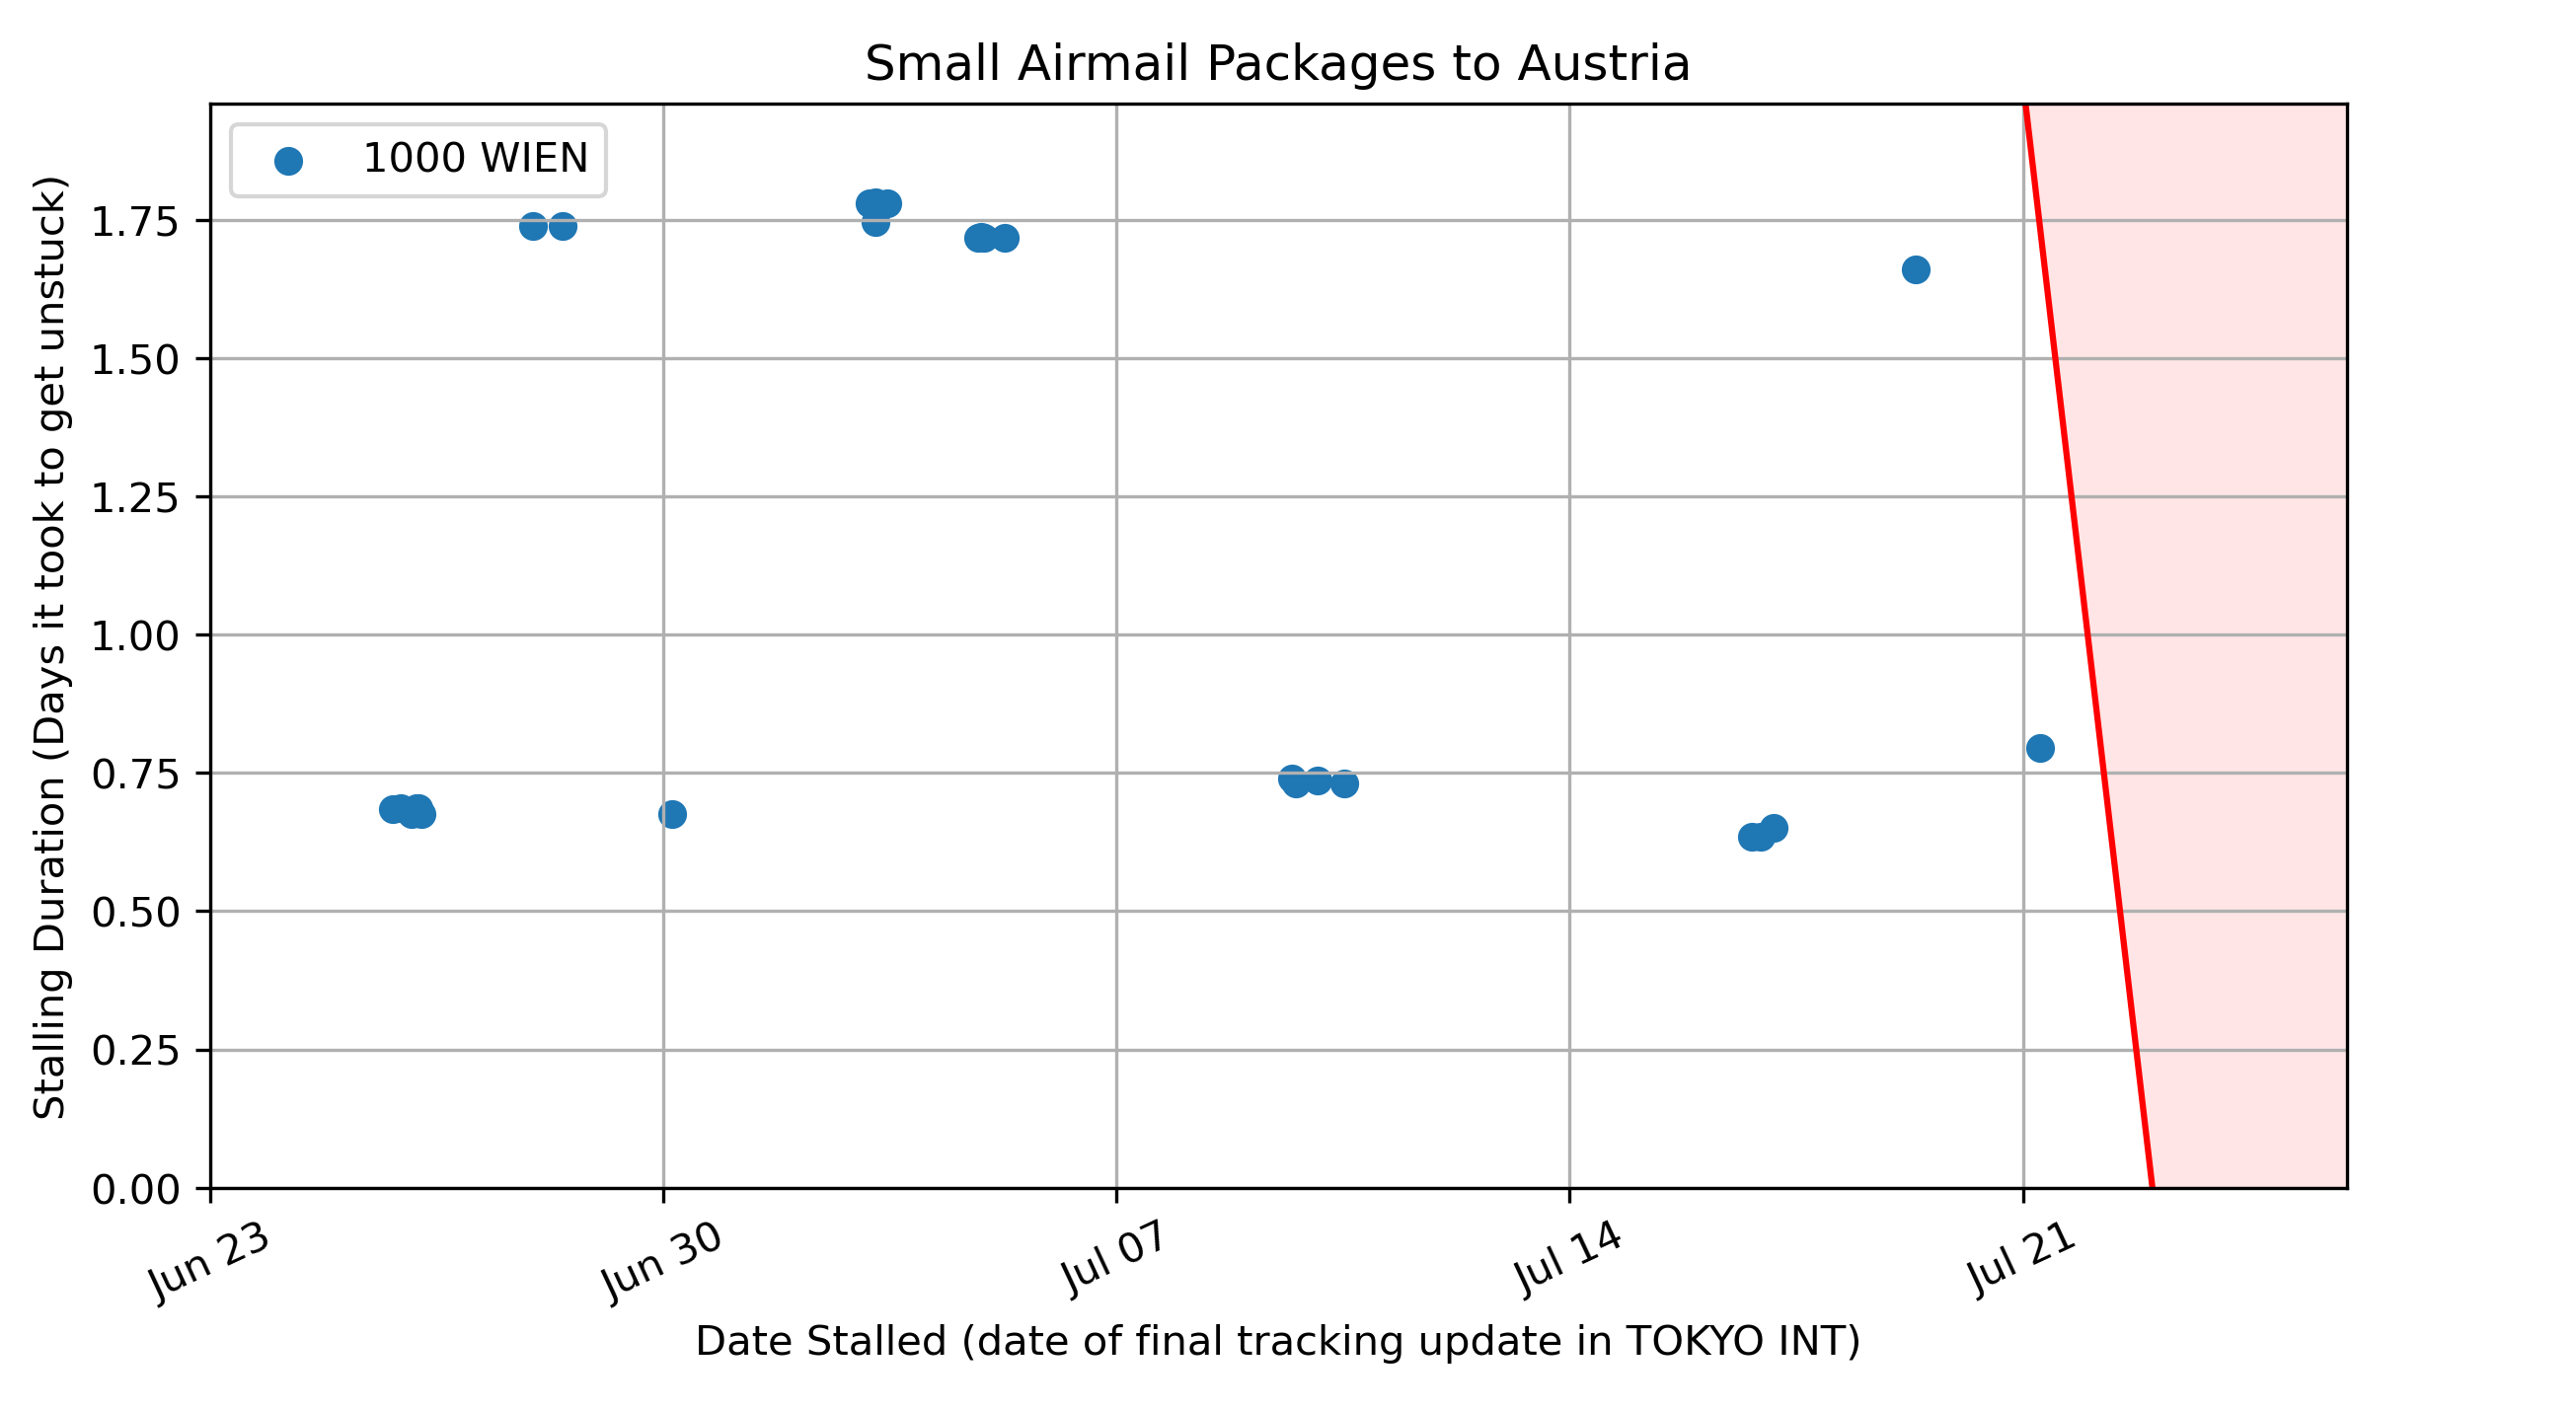 Small Airmail Packages to Austria
1000 WIEN
Stalling Duration (Days it took to get unstuck)
1.75
1.50
1.25
1.00
0.75
0.50
0.25
0.00
Jun 23
Jun 30
Jul 07
Jul 14
Jul 21
Date Stalled (date of final tracking update in TOKYO INT)